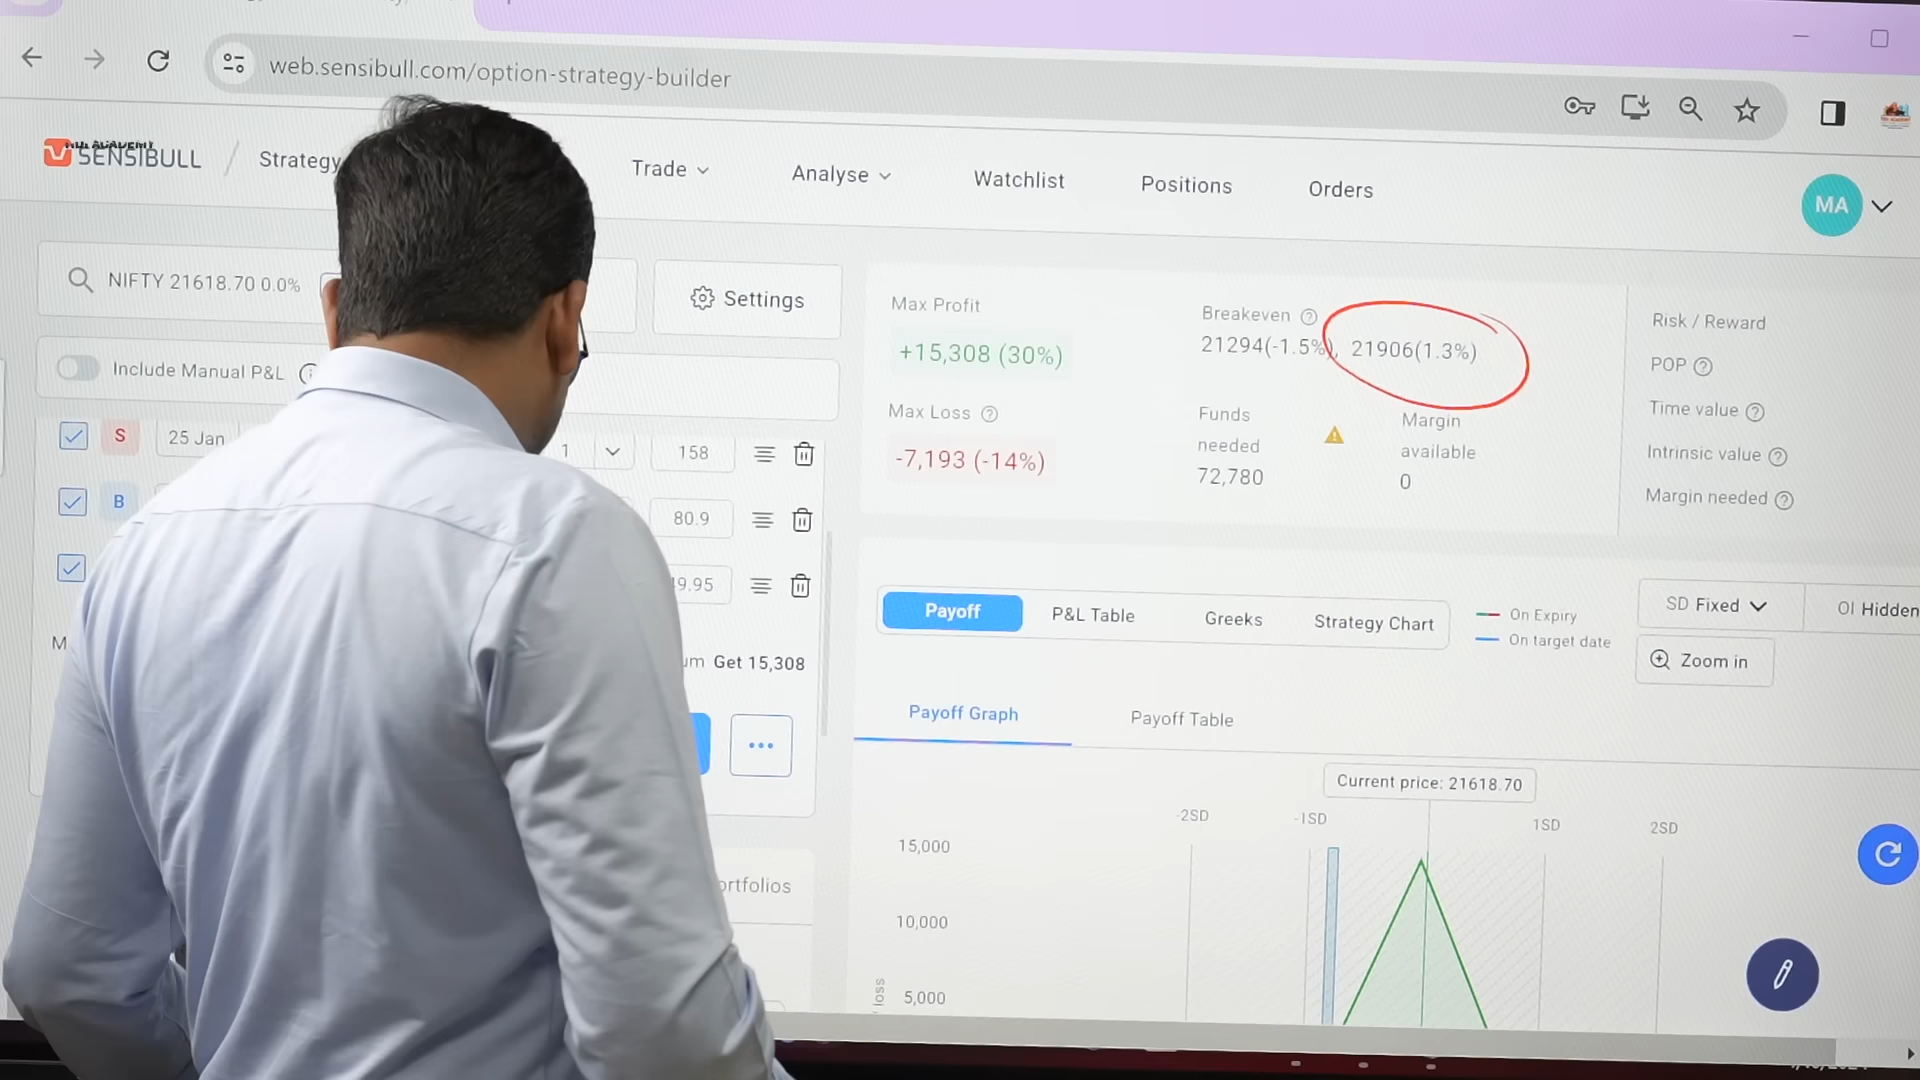 web.sensibull.com/option-strategy-builder
SENSIBULL / Strategy
Trade
Analyse
Watchlist
Positions
Orders
MA
NIFTY 21618.70 0.0%
Settings
Include Manual P&L
S 25 Jan 1 158
B 80.9
9.95
Get 15,308
Max Profit
+15,308 (30%)
Max Loss
-7,193 (-14%)
Breakeven
21294(-1.5%), 21906(1.3%)
Funds
needed
72,780
Margin
available
0
Risk / Reward
POP
Time value
Intrinsic value
Margin needed
Payoff
P&L Table
Greeks
Strategy Chart
On Expiry
On target date
SD Fixed
OI Hidden
Zoom in
Payoff Graph
Payoff Table
Current price: 21618.70
-2SD
-1SD
1SD
2SD
15,000
10,000
5,000
loss